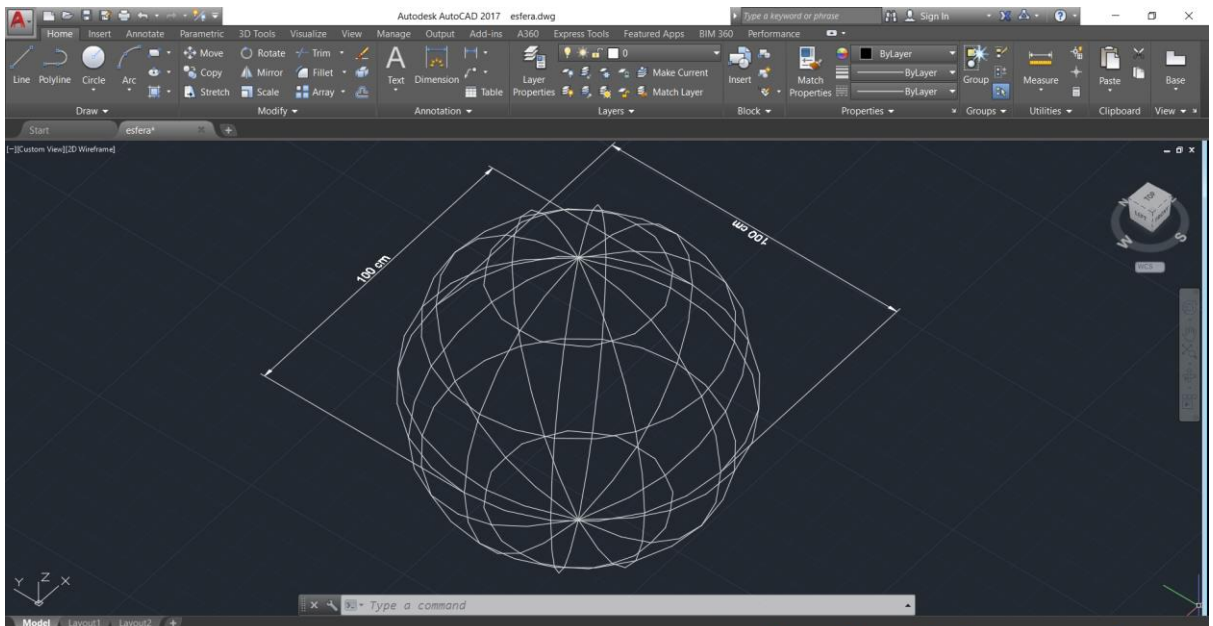 Autodesk AutoCAD 2017 esfera.dwg
Type a keyword or phrase
Sign In
Home Insert Annotate Parametric 3D Tools Visualize View Manage Output Add-ins A360 Express Tools Featured Apps BIM 360 Performance
Line Polyline Circle Arc
Move Rotate Trim
Copy Mirror Fillet
Stretch Scale Array
Text Dimension
Table
Layer Properties
0
Make Current
Match Layer
Insert
Match Properties
ByLayer
ByLayer
ByLayer
Group
Measure
Paste
Base
Draw Modify Annotation Layers Block Properties Groups Utilities Clipboard View
Start esfera*
[−][Custom View][2D Wireframe]
TOP
LEFT FRONT
N
W S
WCS
100 cm
100 cm
Y Z X
Type a command
Model Layout1 Layout2